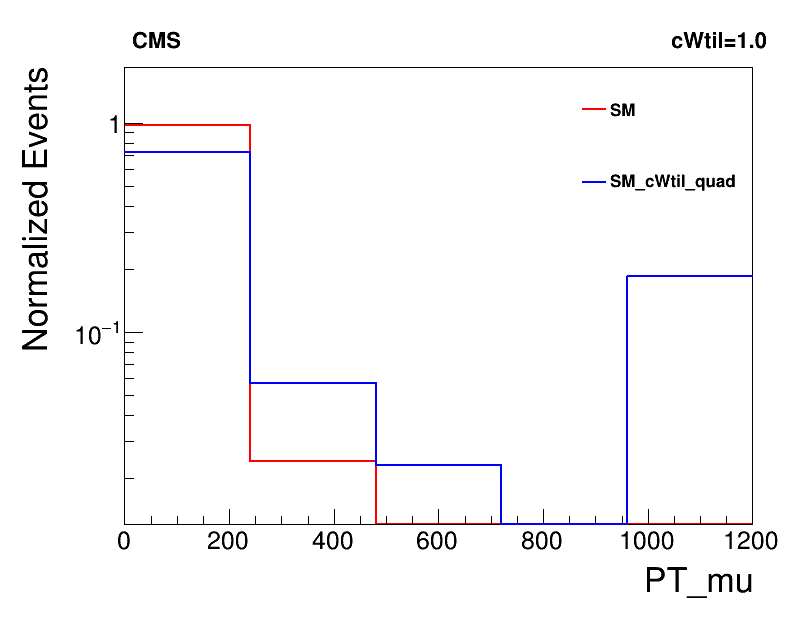 CMS
cWtil=1.0
Normalized Events
SM
SM_cWtil_quad
1
10⁻¹
0 200 400 600 800 1000 1200
PT_mu